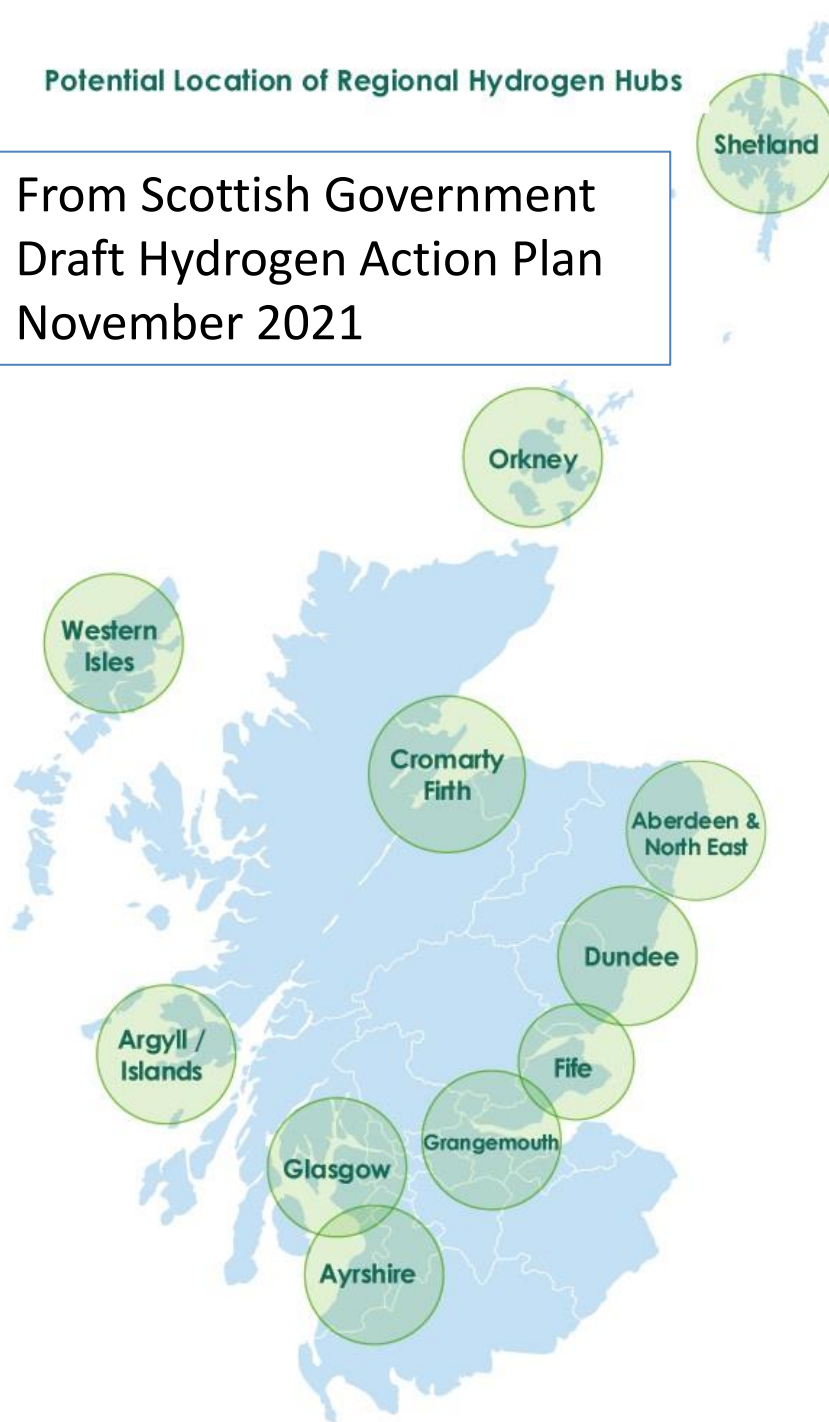 Potential Location of Regional Hydrogen Hubs
Shetland
From Scottish Government
Draft Hydrogen Action Plan
November 2021
Orkney
Western
Isles
Cromarty
Firth
Aberdeen &
North East
Dundee
Argyll /
Islands
Fife
Grangemouth
Glasgow
Ayrshire